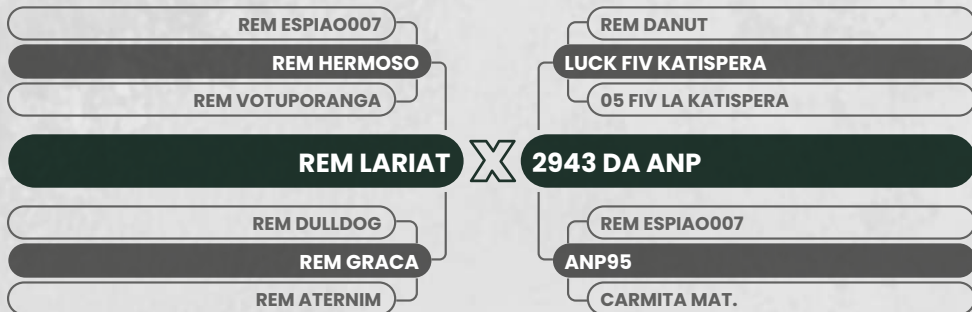 REM ESPIAO007
REM DANUT
REM HERMOSO
LUCK FIV KATISPERA
REM VOTUPORANGA
05 FIV LA KATISPERA
REM LARIAT X 2943 DA ANP
REM DULLDOG
REM ESPIAO007
REM GRACA
ANP95
REM ATERNIM
CARMITA MAT.